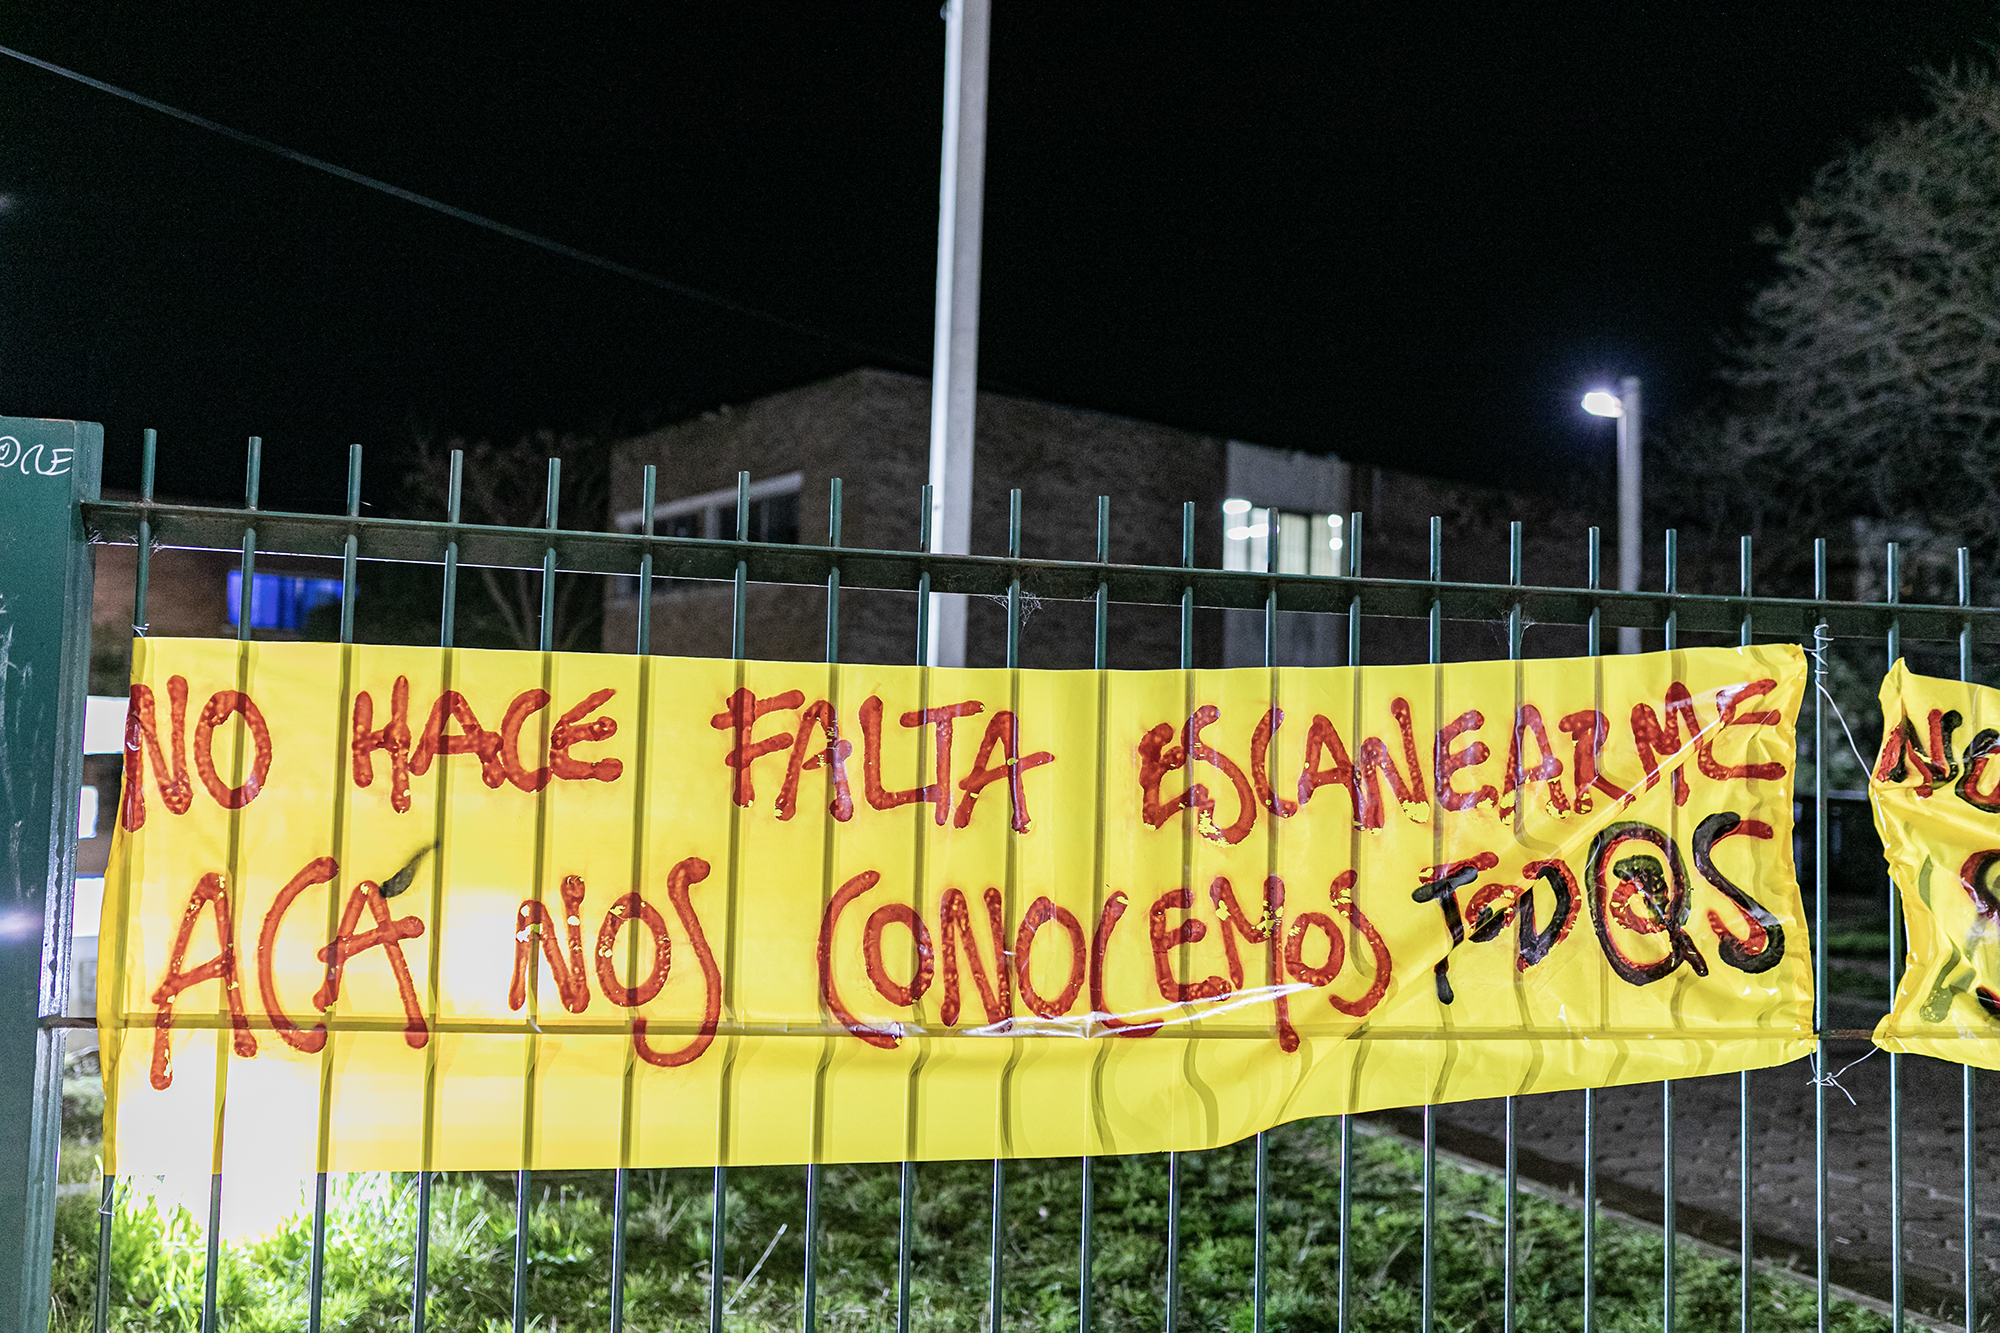 NO HACE FALTA ESCANEARME
ACÁ NOS CONOCEMOS TOD@S